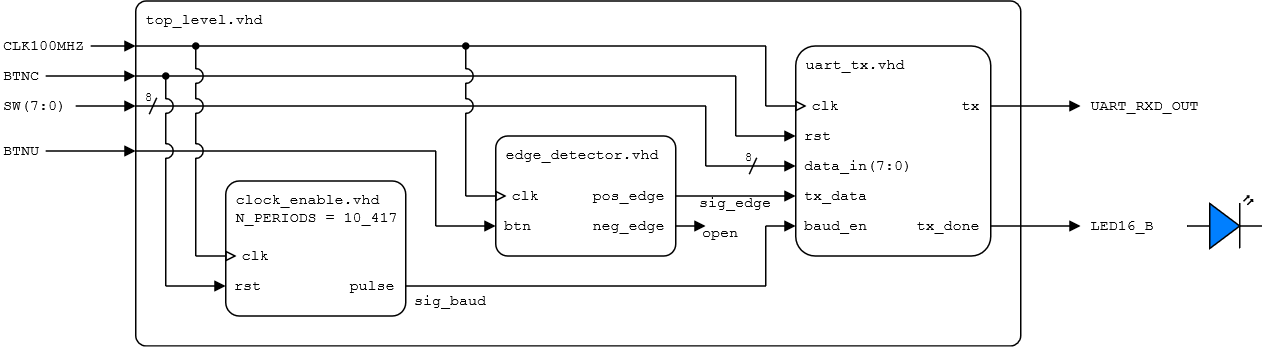 top_level.vhd
CLK100MHZ
BTNC
SW(7:0)
BTNU
8
uart_tx.vhd
clk
rst
data_in(7:0)
tx_data
baud_en
tx
tx_done
8
edge_detector.vhd
clk
btn
pos_edge
neg_edge
sig_edge
open
clock_enable.vhd
N_PERIODS = 10_417
clk
rst
pulse
sig_baud
UART_RXD_OUT
LED16_B